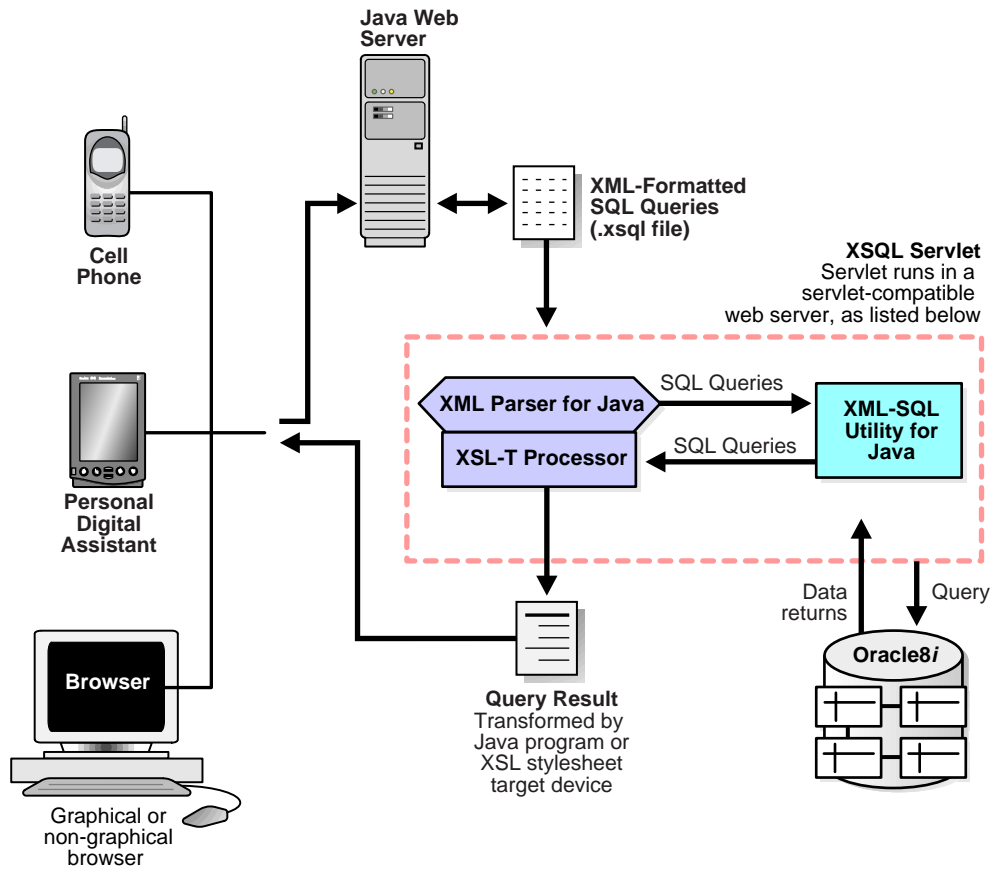 Java Web
Server
Cell
Phone
XML-Formatted
SQL Queries
(.xsql file)
XSQL Servlet
Servlet runs in a
servlet-compatible
web server, as listed below
Personal
Digital
Assistant
XML Parser for Java
XSL-T Processor
SQL Queries
SQL Queries
XML-SQL
Utility for
Java
Data
returns
Query
Oracle8i
Browser
Graphical or
non-graphical
browser
Query Result
Transformed by
Java program or
XSL stylesheet
target device